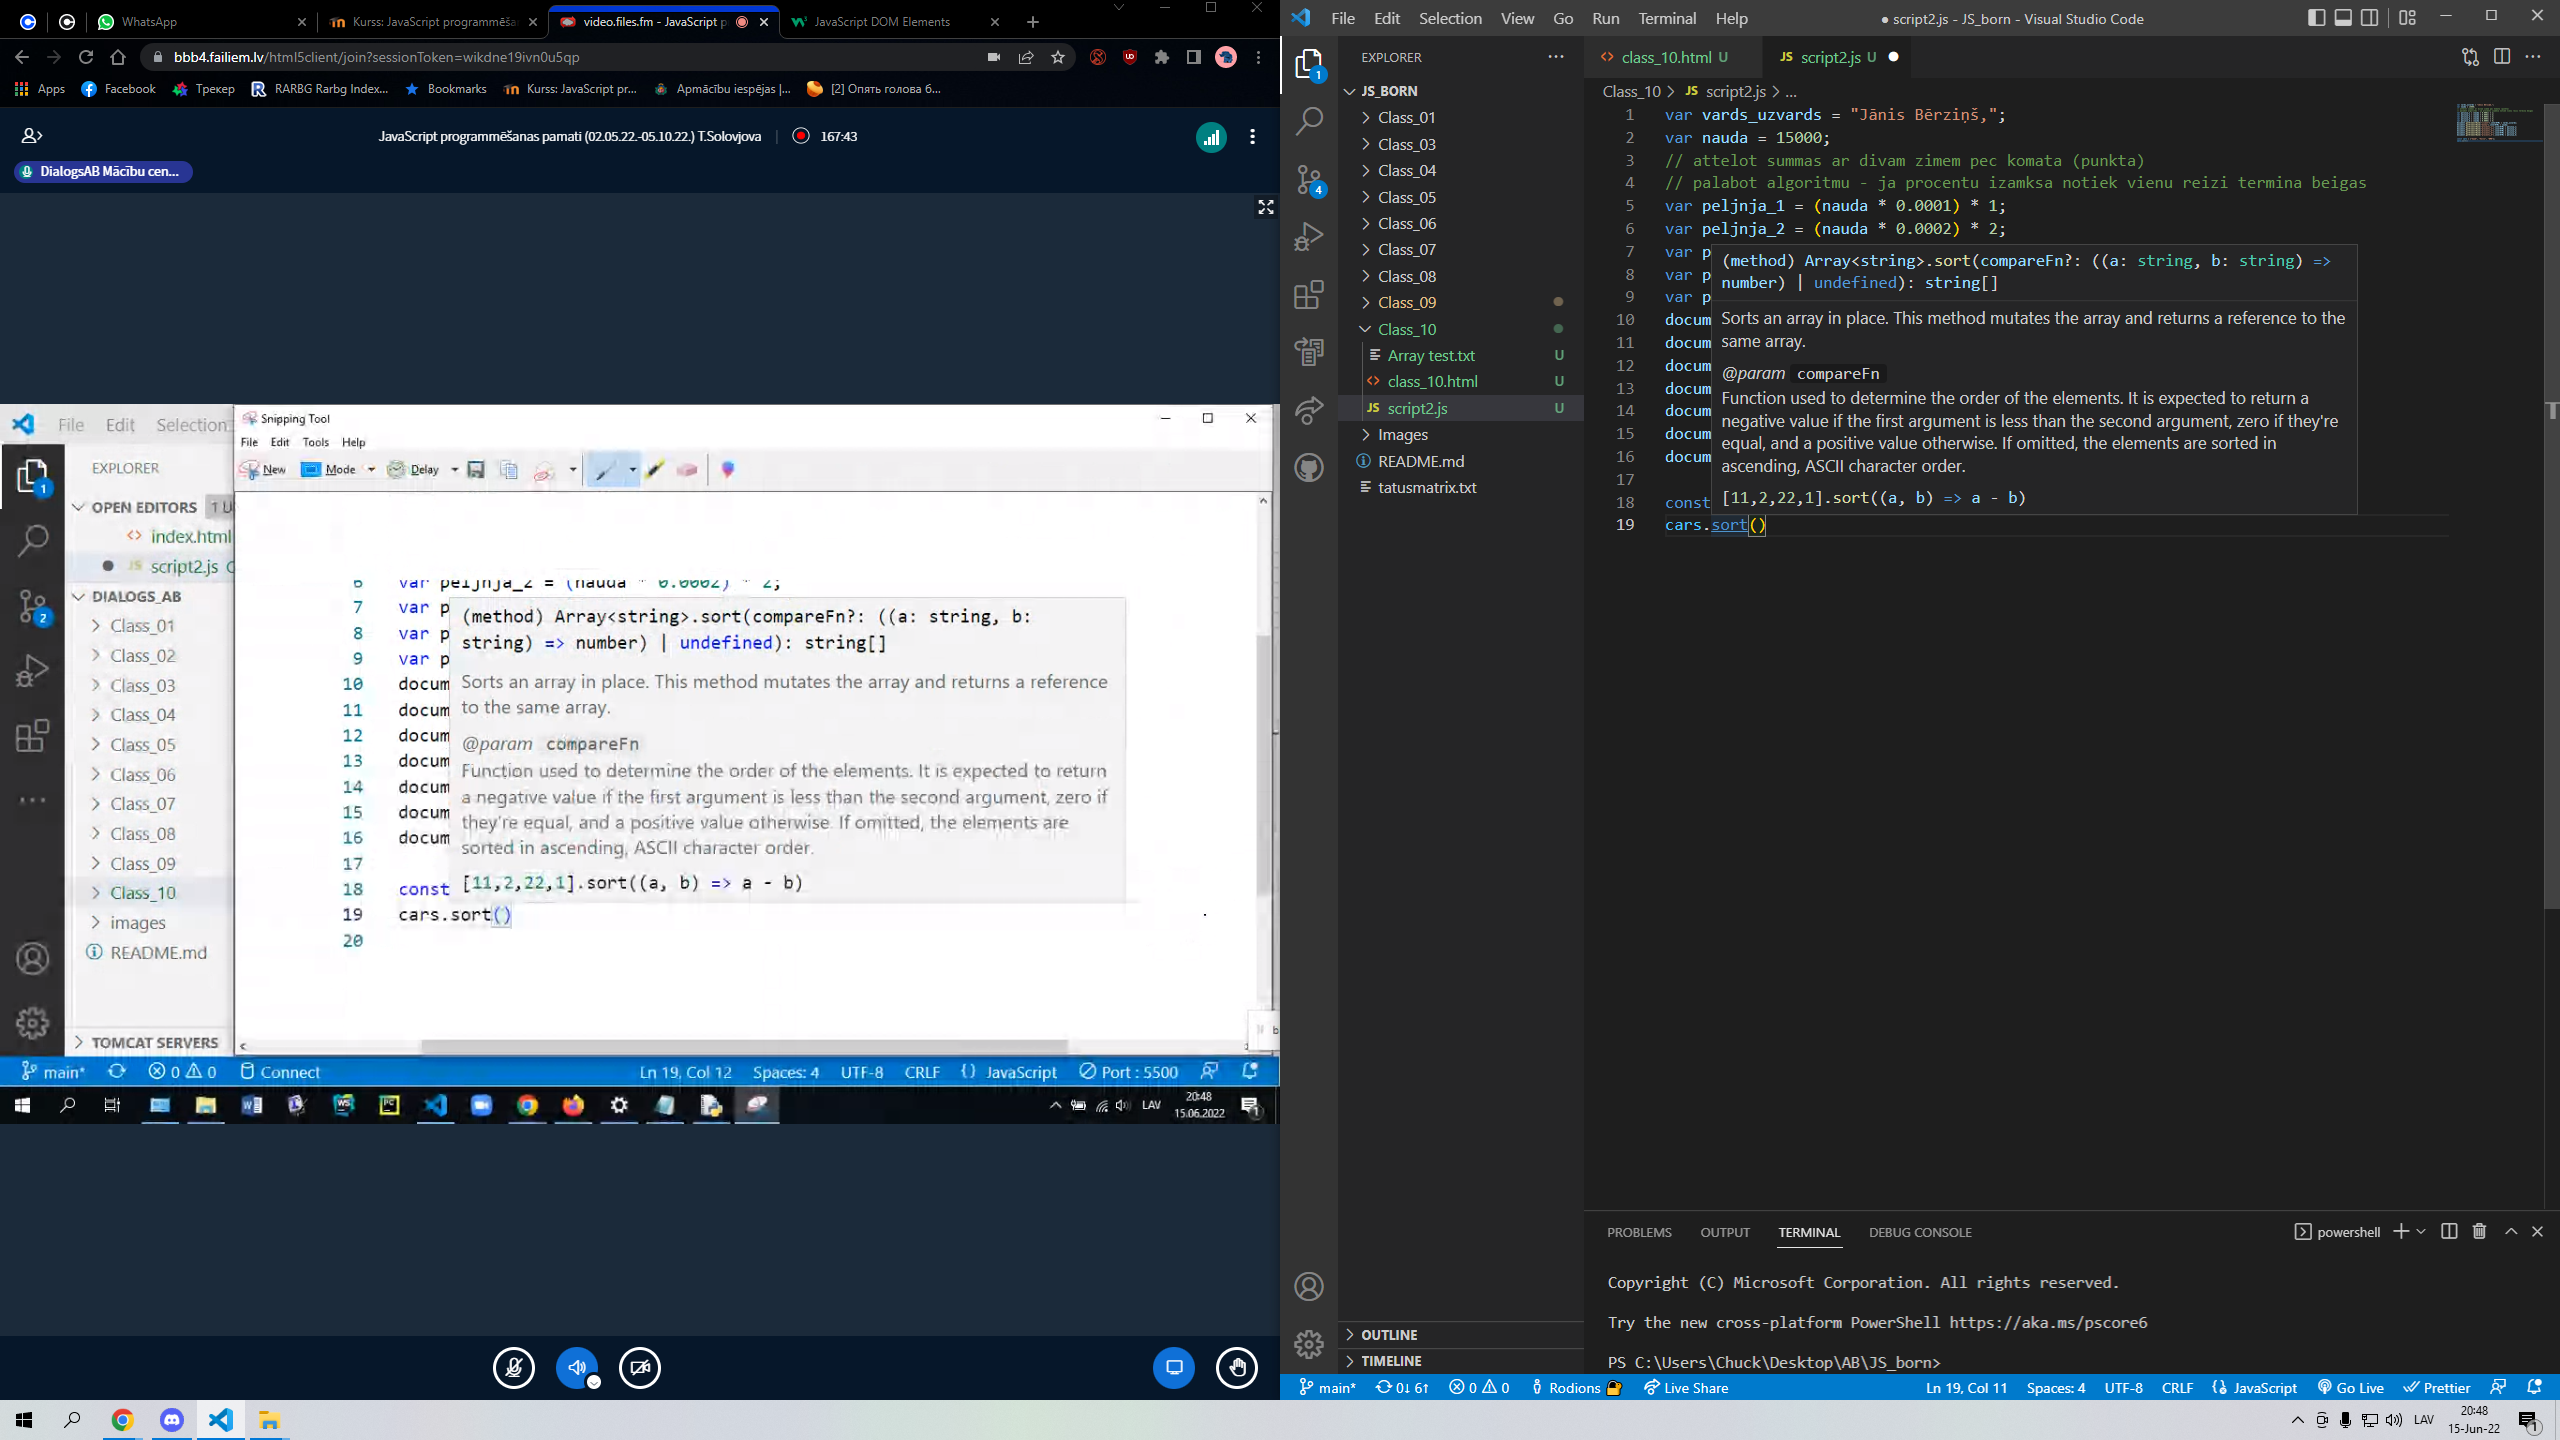 WhatsApp
Kurss: JavaScript programmēša
video.files.fm - JavaScript p
JavaScript DOM Elements
bbb4.failiem.lv/html5client/join?sessionToken=wikdne19ivn0u5qp
Apps
Facebook
Трекер
RARBG Rarbg Index...
Bookmarks
Kurss: JavaScript pr...
Apmācību iespējas |...
[2] Опять голова б...
JavaScript programmēšanas pamati (02.05.22.-05.10.22.) T.Solovjova
167:43
DialogsAB Mācību cen...
File Edit Selection
Snipping Tool
File Edit Tools Help
New Mode Delay
EXPLORER
OPEN EDITORS 1 U
index.html
script2.js
DIALOGS_AB
Class_01
Class_02
Class_03
Class_04
Class_05
Class_06
Class_07
Class_08
Class_09
Class_10
images
README.md
TOMCAT SERVERS
6 var peljnja_2 = (nauda * 0.0002) * 2;
7 var p
8 var p
9 var p
10 docum
11 docum
12 docum
13 docum
14 docum
15 docum
16 docum
17
18 const
19 cars.sort()
20
(method) Array<string>.sort(compareFn?: ((a: string, b:
string) => number) | undefined): string[]
Sorts an array in place. This method mutates the array and returns a reference
to the same array.
@param compareFn
Function used to determine the order of the elements. It is expected to return
a negative value if the first argument is less than the second argument, zero if
they're equal, and a positive value otherwise. If omitted, the elements are
sorted in ascending, ASCII character order.
[11,2,22,1].sort((a, b) => a - b)
main* 0 0 Connect
Ln 19, Col 12 Spaces: 4 UTF-8 CRLF {} JavaScript Port : 5500
LAV
20:48
15.06.2022
File Edit Selection View Go Run Terminal Help
● script2.js - JS_born - Visual Studio Code
EXPLORER
JS_BORN
Class_01
Class_03
Class_04
Class_05
Class_06
Class_07
Class_08
Class_09
Class_10
Array test.txt U
class_10.html U
script2.js U
Images
README.md
tatusmatrix.txt
OUTLINE
TIMELINE
class_10.html U
JS script2.js U
Class_10 > JS script2.js > ...
1 var vards_uzvards = "Jānis Bērziņš,";
2 var nauda = 15000;
3 // attelot summas ar divam zimem pec komata (punkta)
4 // palabot algoritmu - ja procentu izamksa notiek vienu reizi termina beigas
5 var peljnja_1 = (nauda * 0.0001) * 1;
6 var peljnja_2 = (nauda * 0.0002) * 2;
7 var p
8 var p
9 var p
10 docum
11 docum
12 docum
13 docum
14 docum
15 docum
16 docum
17
18 const
19 cars.sort()
(method) Array<string>.sort(compareFn?: ((a: string, b: string) =>
number) | undefined): string[]
Sorts an array in place. This method mutates the array and returns a reference to the
same array.
@param compareFn
Function used to determine the order of the elements. It is expected to return a
negative value if the first argument is less than the second argument, zero if they're
equal, and a positive value otherwise. If omitted, the elements are sorted in
ascending, ASCII character order.
[11,2,22,1].sort((a, b) => a - b)
PROBLEMS OUTPUT TERMINAL DEBUG CONSOLE
powershell
Copyright (C) Microsoft Corporation. All rights reserved.
Try the new cross-platform PowerShell https://aka.ms/pscore6
PS C:\Users\Chuck\Desktop\AB\JS_born>
main* 0↓ 6↑ 0 0 Rodions Live Share
Ln 19, Col 11 Spaces: 4 UTF-8 CRLF JavaScript Go Live Prettier
LAV
20:48
15-Jun-22